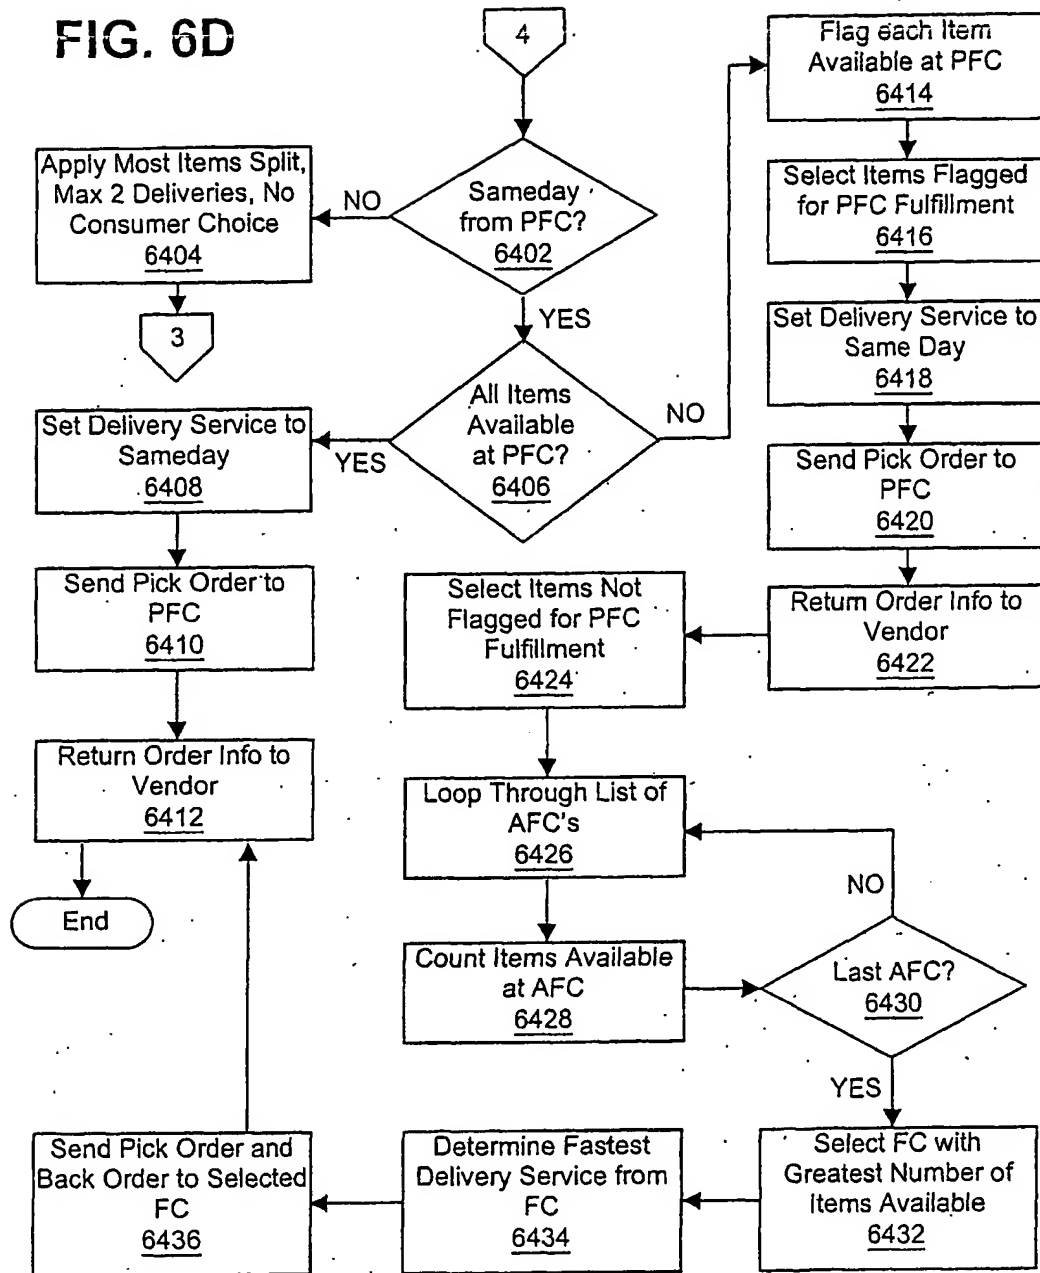 FIG. 6D
4
Sameday
from PFC?
6402
NO
Apply Most Items Split,
Max 2 Deliveries, No
Consumer Choice
6404
3
YES
All Items
Available
at PFC?
6406
YES
Set Delivery Service to
Sameday
6408
Send Pick Order to
PFC
6410
Return Order Info to
Vendor
6412
End
NO
Flag each Item
Available at PFC
6414
Select Items Flagged
for PFC Fulfillment
6416
Set Delivery Service to
Same Day
6418
Send Pick Order to
PFC
6420
Return Order Info to
Vendor
6422
Select Items Not
Flagged for PFC
Fulfillment
6424
Loop Through List of
AFC's
6426
Count Items Available
at AFC
6428
Last AFC?
6430
NO
YES
Select FC with
Greatest Number of
Items Available
6432
Determine Fastest
Delivery Service from
FC
6434
Send Pick Order and
Back Order to Selected
FC
6436